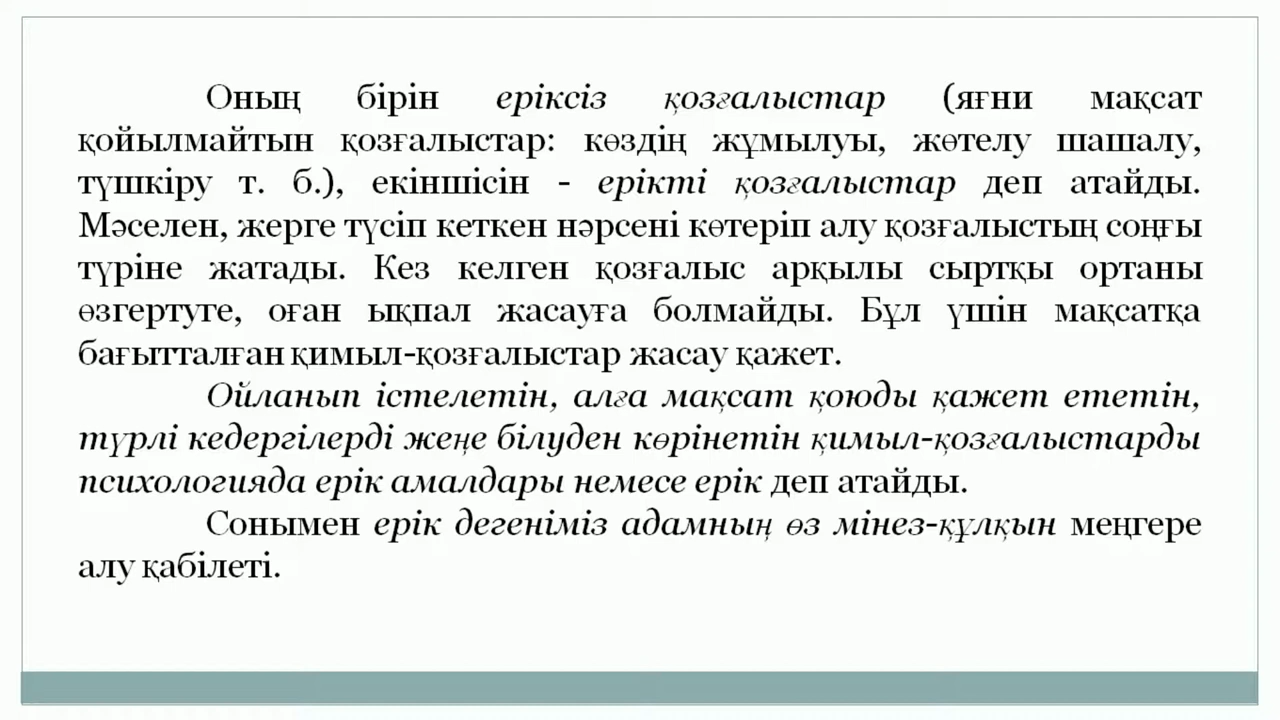 Оның бірін еріксіз қозғалыстар (яғни мақсат
қойылмайтын қозғалыстар: көздің жұмылуы, жөтелу шашалу,
түшкіру т. б.), екіншісін - ерікті қозғалыстар деп атайды.
Мәселен, жерге түсіп кеткен нәрсені көтеріп алу қозғалыстың соңғы
түріне жатады. Кез келген қозғалыс арқылы сыртқы ортаны
өзгертуге, оған ықпал жасауға болмайды. Бұл үшін мақсатқа
бағытталған қимыл-қозғалыстар жасау қажет.
Ойланып істелетін, алға мақсат қоюды қажет ететін,
түрлі кедергілерді жеңе білуден көрінетін қимыл-қозғалыстарды
психологияда ерік амалдары немесе ерік деп атайды.
Сонымен ерік дегеніміз адамның өз мінез-құлқын меңгере
алу қабілеті.